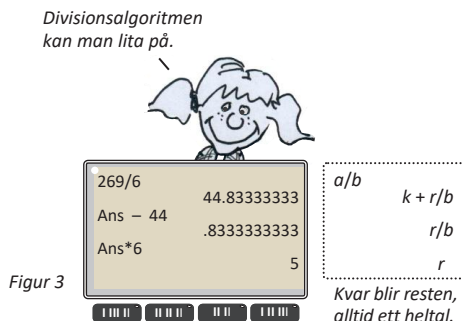 Divisionsalgoritmen
kan man lita på.
269/6
44.83333333
Ans – 44
.8333333333
Ans*6
5
a/b
k + r/b
r/b
r
Figur 3
Kvar blir resten,
alltid ett heltal.